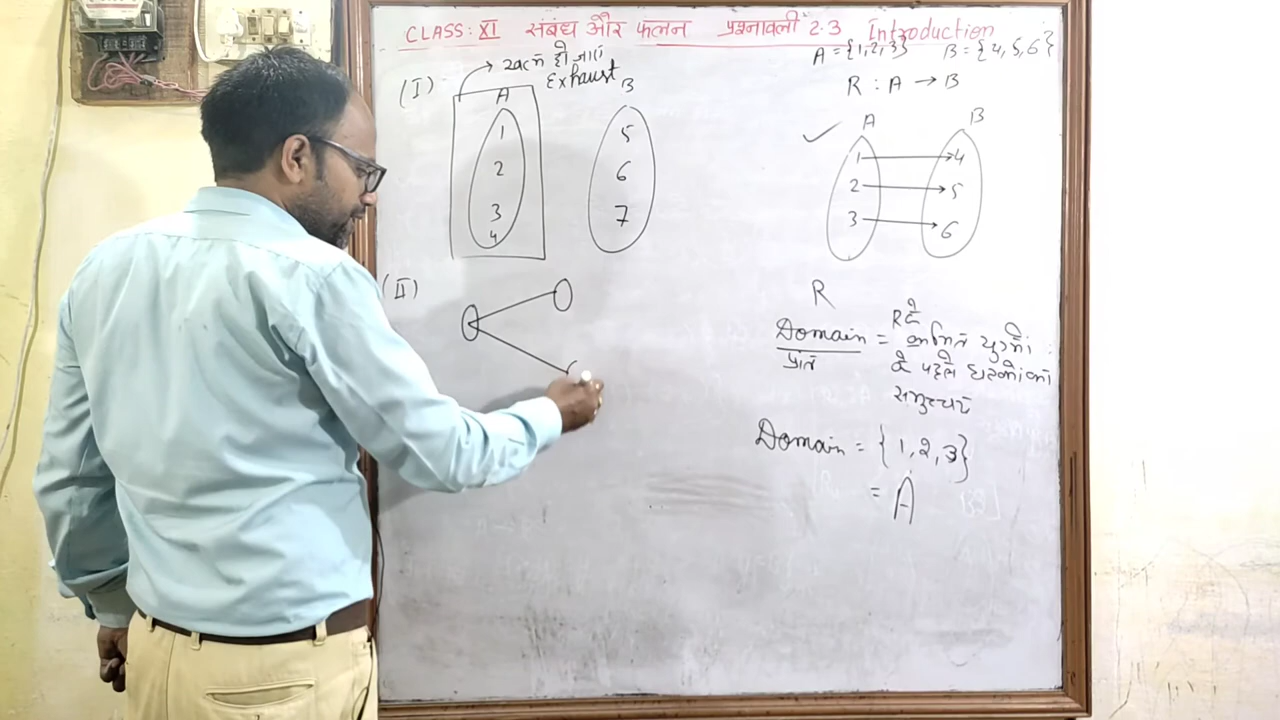 CLASS: XI संबंध और फलन प्रश्नावली 2.3 Introduction
A = {1,2,3} B = {4,5,6}
R : A → B
(I) → खत्म हो जाए
Exhaust
A B
1 5
2 6
3 7
4
✓ A B
1 4
2 5
3 6
(II)
R
Domain = R के क्रमित युग्मों
प्रांत के पहले घटकों का
समुच्चय
Domain = {1,2,3}
= A